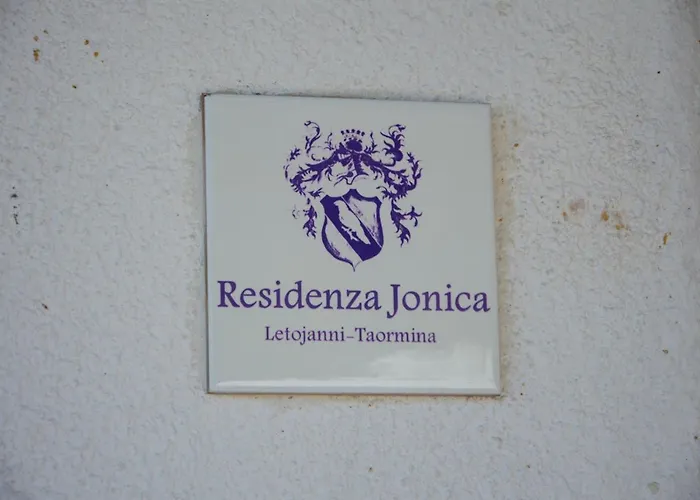 Residenza Jonica
Letojanni-Taormina